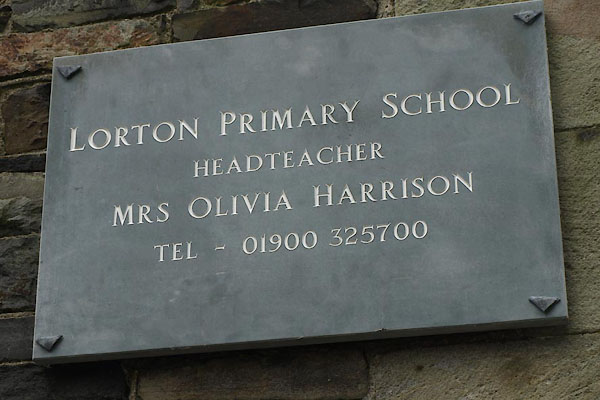 LORTON PRIMARY SCHOOL
HEADTEACHER
MRS OLIVIA HARRISON
TEL - 01900 325700